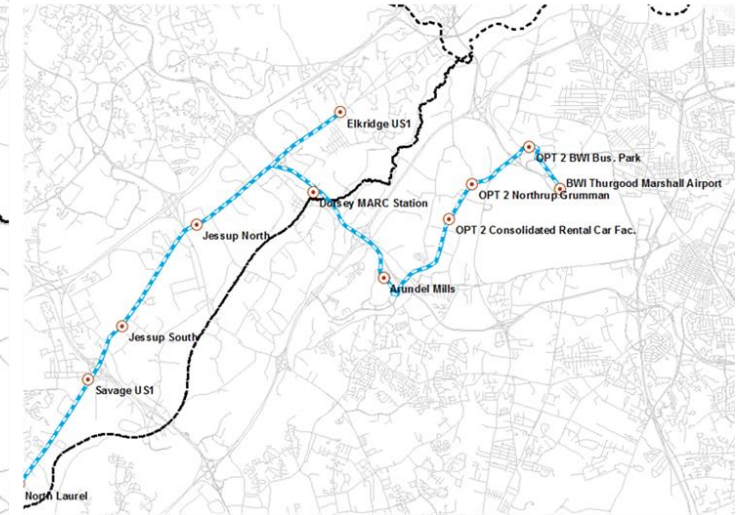 Elkridge US1
OPT 2 BWI Bus. Park
BWI Thurgood Marshall Airport
OPT 2 Northrup Grumman
Dorsey MARC Station
OPT 2 Consolidated Rental Car Fac.
Jessup North
Arundel Mills
Jessup South
Savage US1
North Laurel